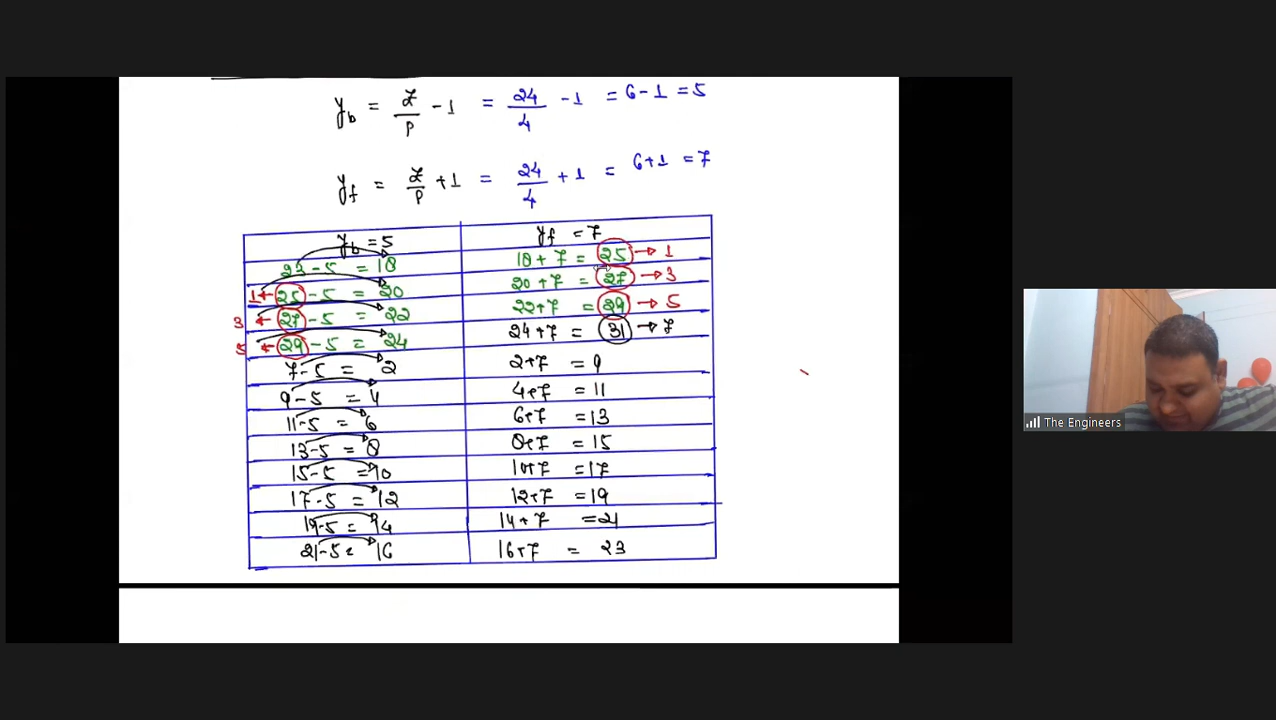 y_b = Z/P - 1 = 24/4 - 1 = 6-1 = 5
y_f = Z/P + 1 = 24/4 + 1 = 6+1 = 7
y_b = 5 y_f = 7
23-5 = 18 18+7 = 25 → 1
1 ← 25-5 = 20 20+7 = 27 → 3
3 ← 27-5 = 22 22+7 = 29 → 5
5 ← 29-5 = 24 24+7 = 31 → 7
7-5 = 2 2+7 = 9
9-5 = 4 4+7 = 11
11-5 = 6 6+7 = 13
13-5 = 8 8+7 = 15
15-5 = 10 10+7 = 17
17-5 = 12 12+7 = 19
19-5 = 14 14+7 = 21
21-5 = 16 16+7 = 23
The Engineers